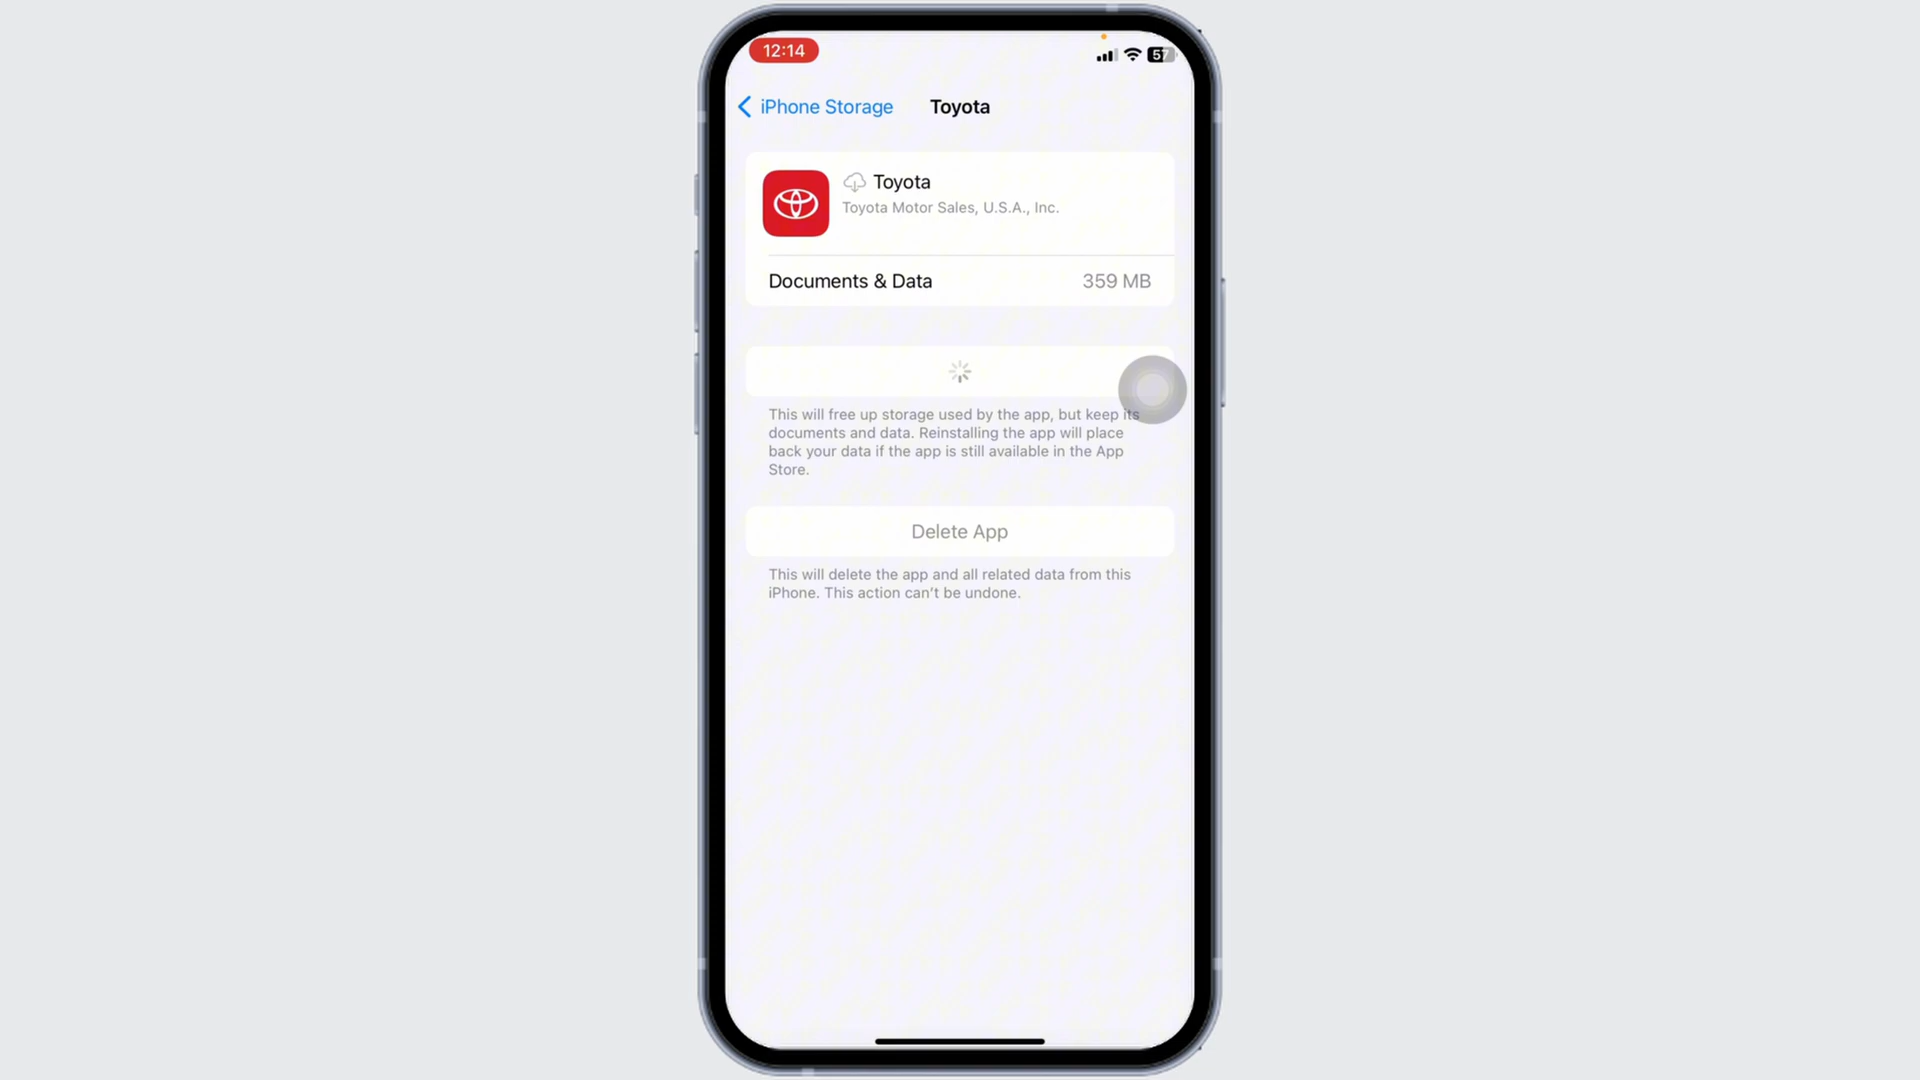 12:14
57
iPhone Storage
Toyota
Toyota
Toyota Motor Sales, U.S.A., Inc.
Documents & Data
359 MB
This will free up storage used by the app, but keep its
documents and data. Reinstalling the app will place
back your data if the app is still available in the App
Store.
Delete App
This will delete the app and all related data from this
iPhone. This action can’t be undone.